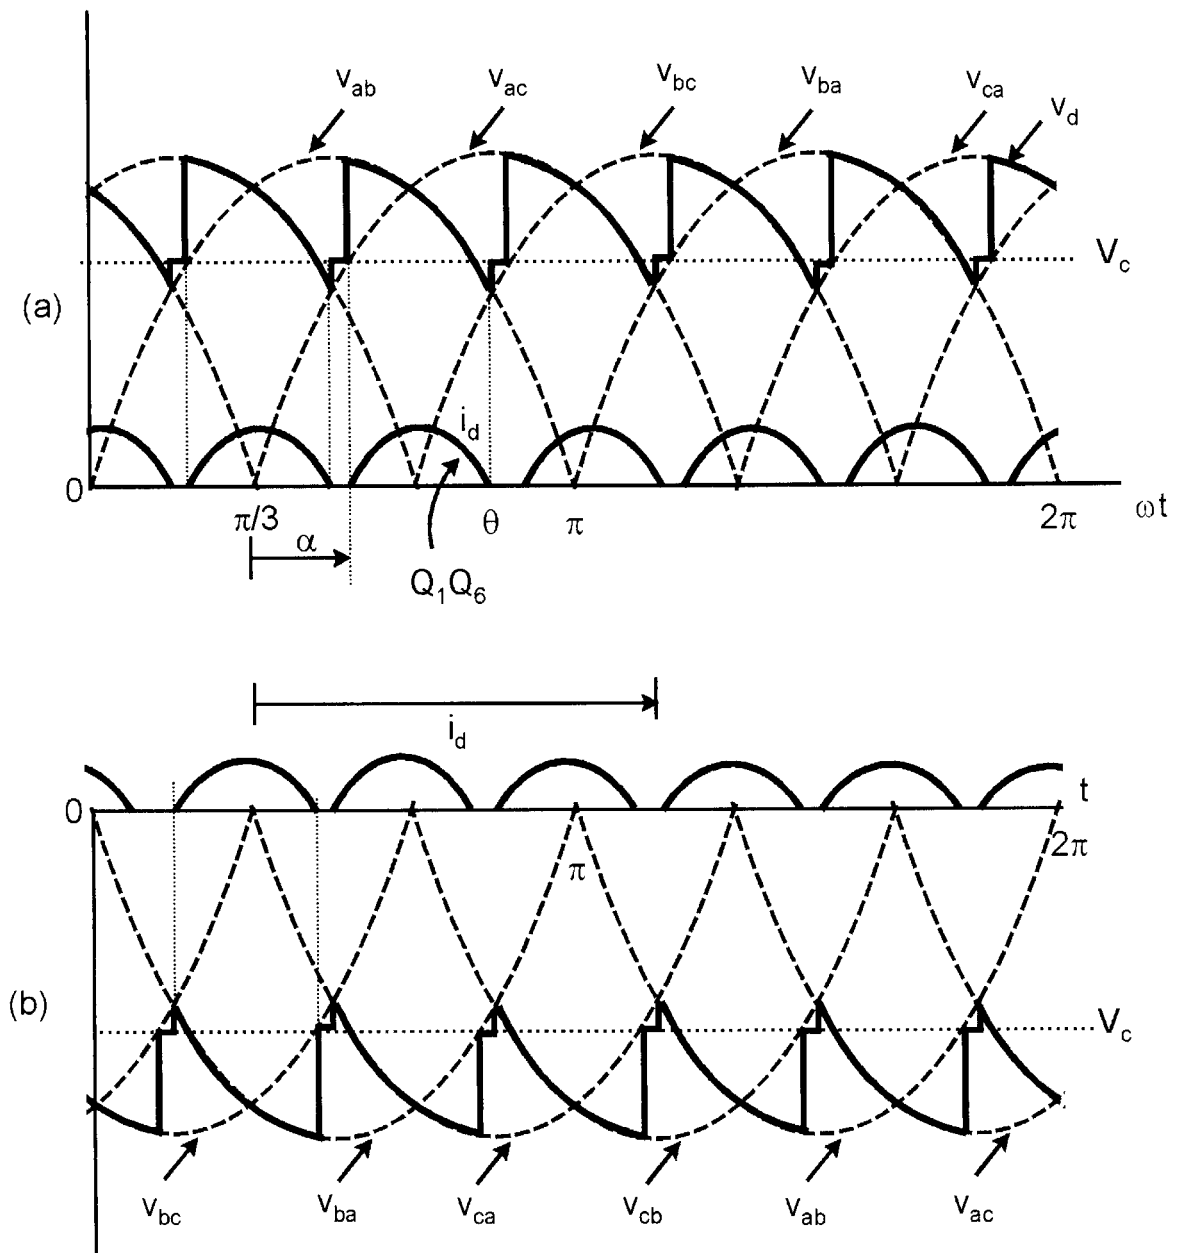 v_ab v_ac v_bc v_ba v_ca v_d
V_c
(a)
i_d
0 π/3 θ π 2π ωt
α
Q_1Q_6
i_d
0 t
π 2π
(b)
V_c
v_bc v_ba v_ca v_cb v_ab v_ac